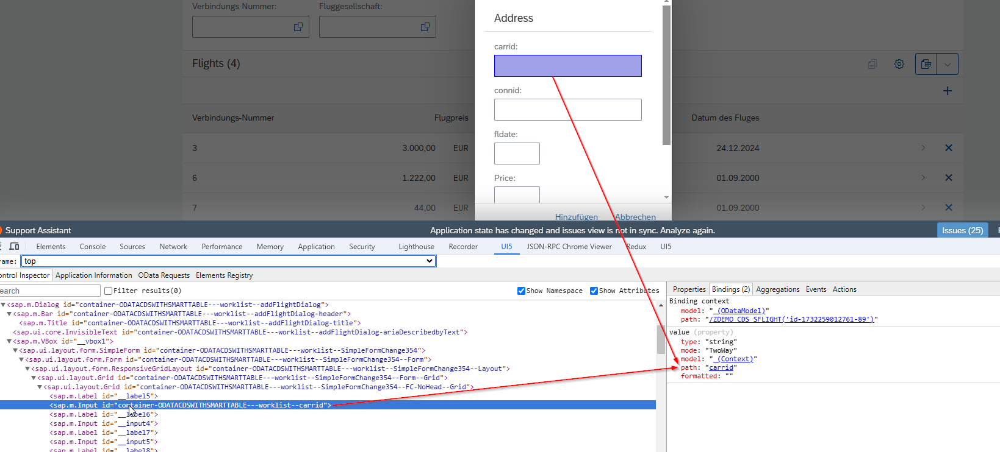 Verbindungs-Nummer: Fluggesellschaft:
Address
carrid:
Flights (4)
connid:
Verbindungs-Nummer Flugpreis Datum des Fluges
fldate:
3 3.000,00 EUR 24.12.2024
Price:
6 1.222,00 EUR 01.09.2000
7 44,00 EUR 01.09.2000
Hinzufügen Abbrechen
Support Assistant Application state has changed and issues view is not in sync. Analyze again. Issues (25)
Elements Console Sources Network Performance Memory Application Security Lighthouse Recorder UI5 JSON-RPC Chrome Viewer Redux UI5
ame: top
ontrol Inspector Application Information OData Requests Elements Registry
earch Filter results(0) Show Namespace Show Attributes
<sap.m.Dialog id="container-ODATACDSWITHSMARTTABLE---worklist--addFlightDialog">
<sap.m.Bar id="container-ODATACDSWITHSMARTTABLE---worklist--addFlightDialog-header">
<sap.m.Title id="container-ODATACDSWITHSMARTTABLE---worklist--addFlightDialog-title">
<sap.ui.core.InvisibleText id="container-ODATACDSWITHSMARTTABLE---worklist--addFlightDialog-ariaDescribedbyText">
<sap.m.VBox id="__vbox1">
<sap.ui.layout.form.SimpleForm id="container-ODATACDSWITHSMARTTABLE---worklist--SimpleFormChange354">
<sap.ui.layout.form.Form id="container-ODATACDSWITHSMARTTABLE---worklist--SimpleFormChange354--Form">
<sap.ui.layout.form.ResponsiveGridLayout id="container-ODATACDSWITHSMARTTABLE---worklist--SimpleFormChange354--Layout">
<sap.ui.layout.Grid id="container-ODATACDSWITHSMARTTABLE---worklist--SimpleFormChange354--Form--Grid">
<sap.ui.layout.Grid id="container-ODATACDSWITHSMARTTABLE---worklist--SimpleFormChange354--FC-NoHead--Grid">
<sap.m.Label id="__label5">
<sap.m.Input id="container-ODATACDSWITHSMARTTABLE---worklist--carrid">
<sap.m.Label id="__label6">
<sap.m.Input id="__input4">
<sap.m.Label id="__label7">
<sap.m.Input id="__input5">
<sap.m.Label id="__label8">
Properties Bindings (2) Aggregations Events Actions
Binding context
model: "_(ODataModel)"
path: "/ZDEMO_CDS_SFLIGHT('id-1732259012761-89')"
value (property)
type: "string"
mode: "TwoWay"
model: "_(Context)"
path: "carrid"
formatted: ""